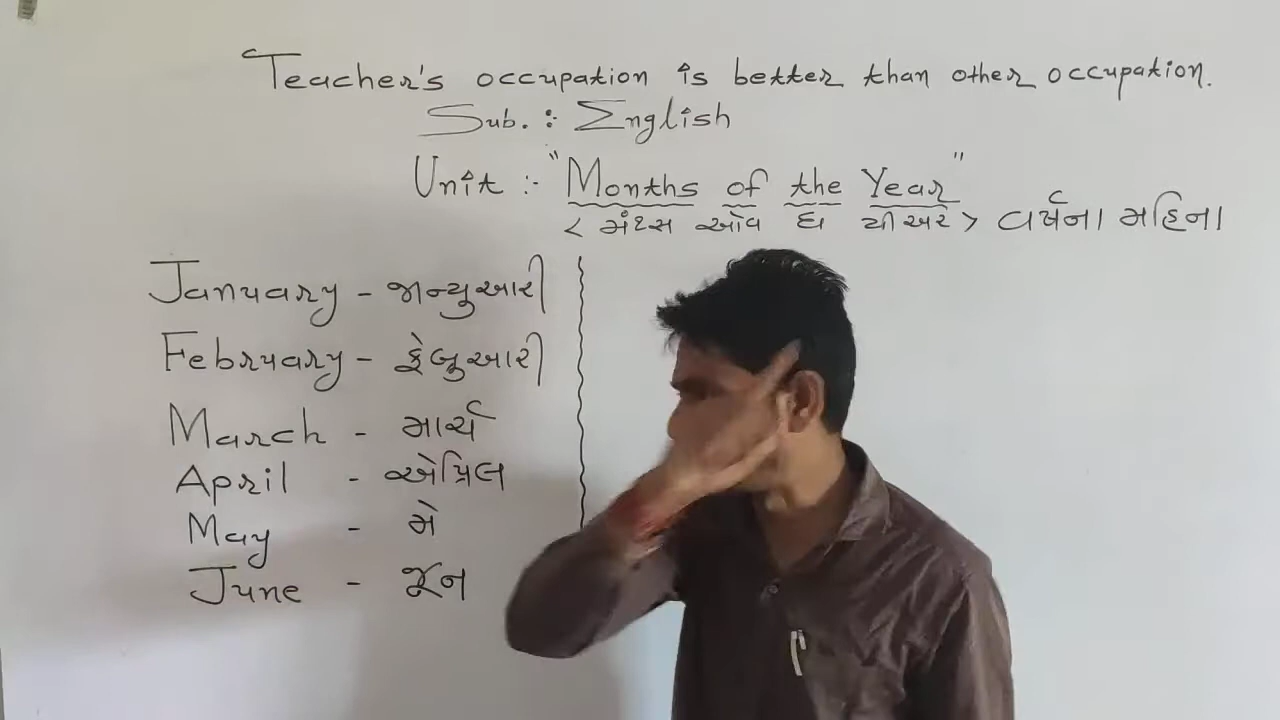 Teacher's occupation is better than other occupation.
Sub. : English
Unit :- "Months of the Year"
< મંથ્સ ઓવ ધ યીઅર > વર્ષના મહિના
January - જાન્યુઆરી
February - ફેબ્રુઆરી
March - માર્ચ
April - એપ્રિલ
May - મે
June - જૂન